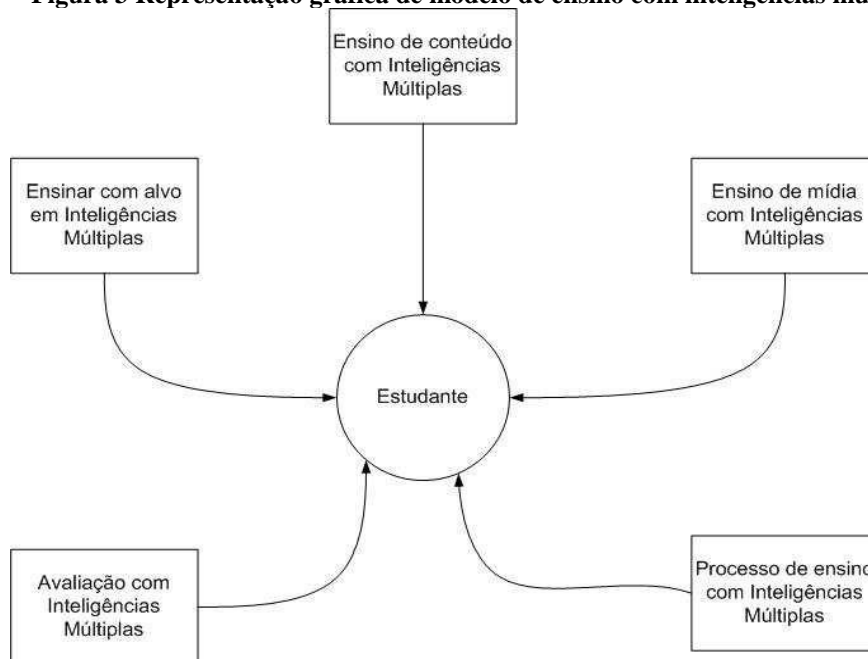 Figura 3-Representação gráfica de modelo de ensino com inteligências
Ensino de conteúdo
com Inteligências
Múltiplas
Ensinar com alvo
em Inteligências
Múltiplas
Ensino de mídia
com Inteligências
Múltiplas
Estudante
Avaliação com
Inteligências
Múltiplas
Processo de ensino
com Inteligências
Múltiplas